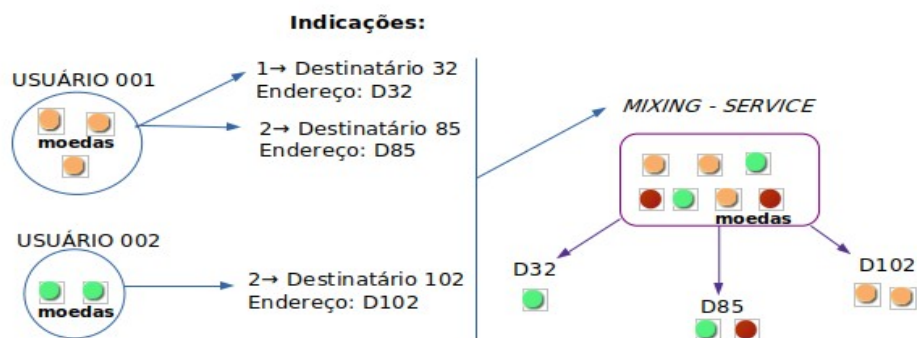 Indicações:
USUÁRIO 001
moedas
1→ Destinatário 32
Endereço: D32
2→ Destinatário 85
Endereço: D85
USUÁRIO 002
moedas
2→ Destinatário 102
Endereço: D102
MIXING - SERVICE
moedas
D32
D85
D102